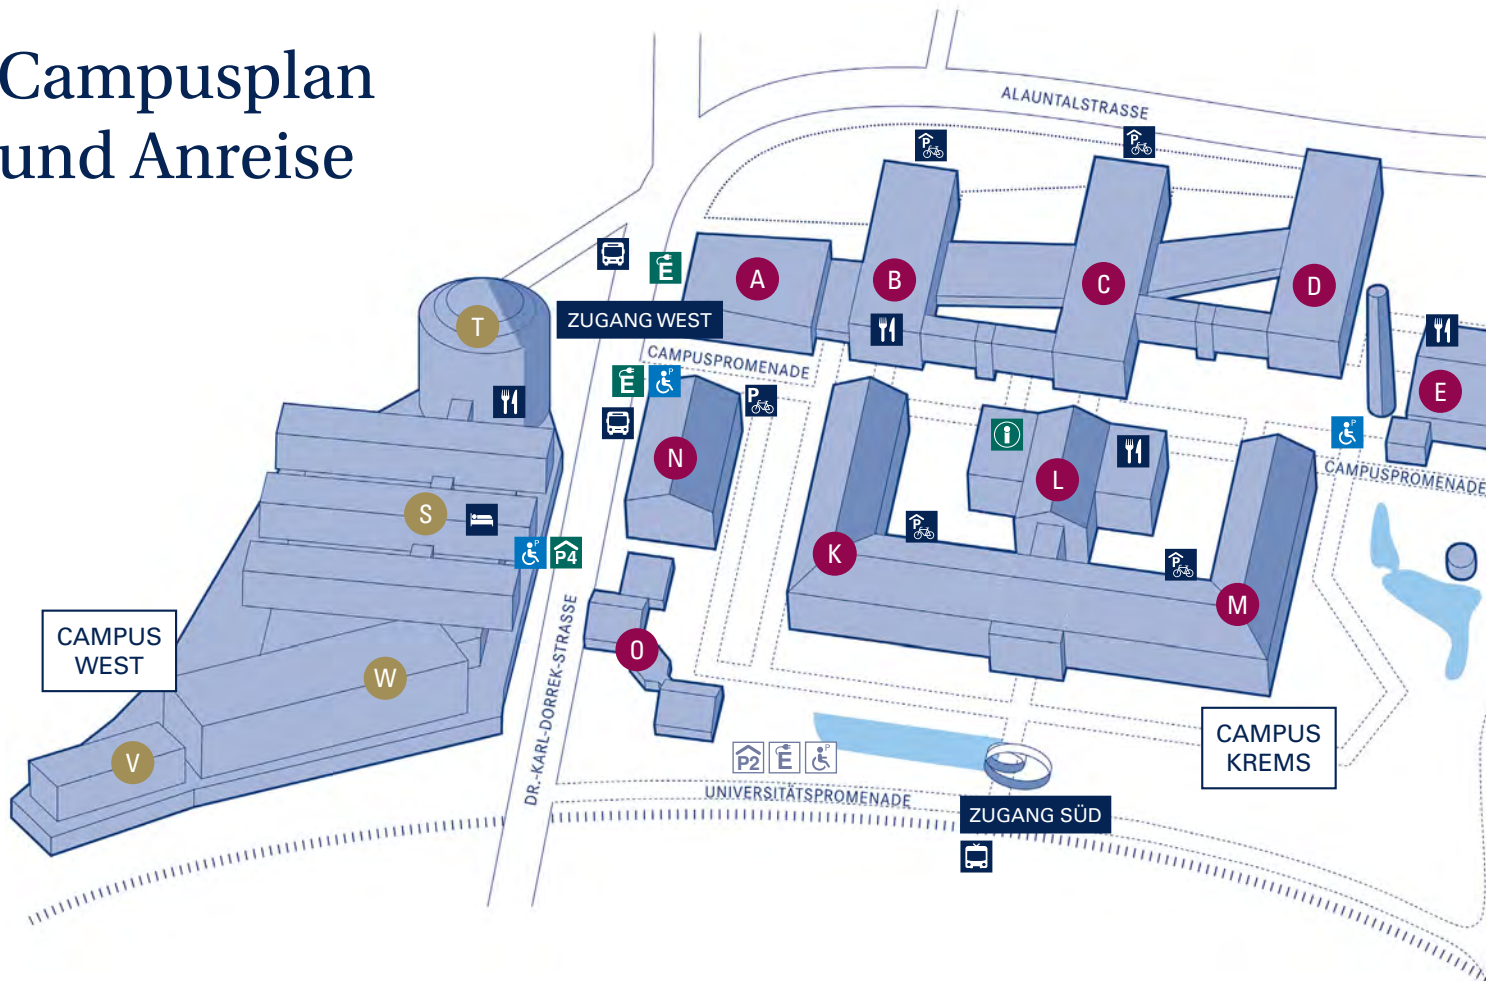 Campusplan
und Anreise
ALAUNTALSTRASSE
P
P
E
A
B
C
D
T
ZUGANG WEST
CAMPUSPROMENADE
E
P
P
E
N
i
L
P
CAMPUSPROMENADE
S
P
P4
P
K
P
M
CAMPUS
WEST
DR.-KARL-DORREK-STRASSE
O
W
V
P2
E
P
UNIVERSITÄTSPROMENADE
CAMPUS
KREMS
ZUGANG SÜD